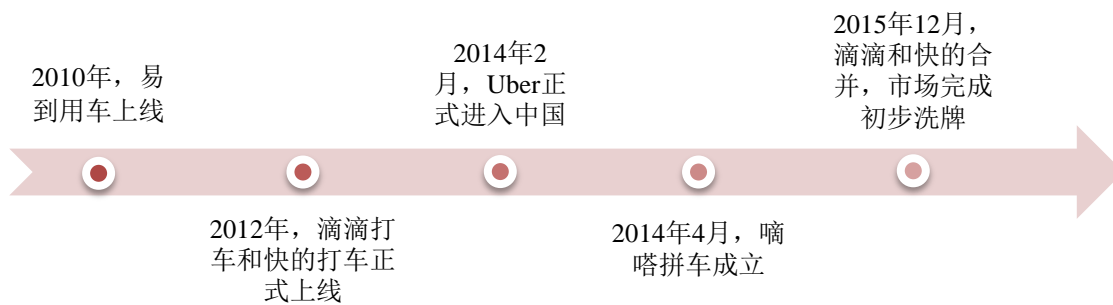 2010年，易
到用车上线
2012年，滴滴打
车和快的打车正
式上线
2014年2
月，Uber正
式进入中国
2014年4月，嘀
嗒拼车成立
2015年12月，
滴滴和快的合
并，市场完成
初步洗牌